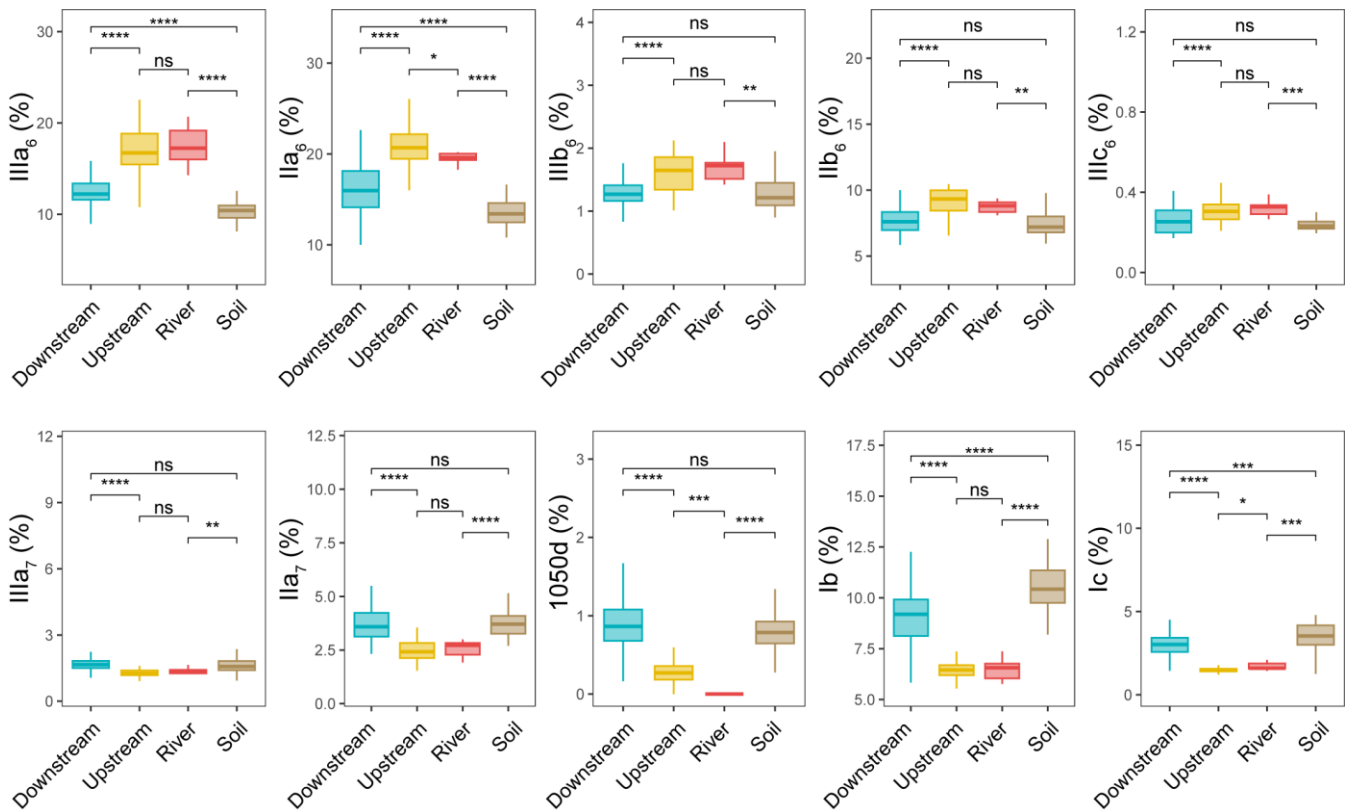 IIIa6 (%)
30
20
10
****
****
ns
****
Downstream
Upstream
River
Soil
IIa6 (%)
30
20
10
****
****
*
****
Downstream
Upstream
River
Soil
IIIb6 (%)
4
3
2
1
0
ns
****
ns
**
Downstream
Upstream
River
Soil
IIb6 (%)
20
15
10
5
ns
****
ns
**
Downstream
Upstream
River
Soil
IIIc6 (%)
1.2
0.8
0.4
0.0
ns
****
ns
***
Downstream
Upstream
River
Soil
IIIa7 (%)
12
9
6
3
0
ns
****
ns
**
Downstream
Upstream
River
Soil
IIa7 (%)
12.5
10.0
7.5
5.0
2.5
0.0
ns
****
ns
****
Downstream
Upstream
River
Soil
1050d (%)
3
2
1
0
ns
****
***
****
Downstream
Upstream
River
Soil
Ib (%)
17.5
15.0
12.5
10.0
7.5
5.0
****
****
ns
****
Downstream
Upstream
River
Soil
Ic (%)
15
10
5
0
***
****
*
***
Downstream
Upstream
River
Soil